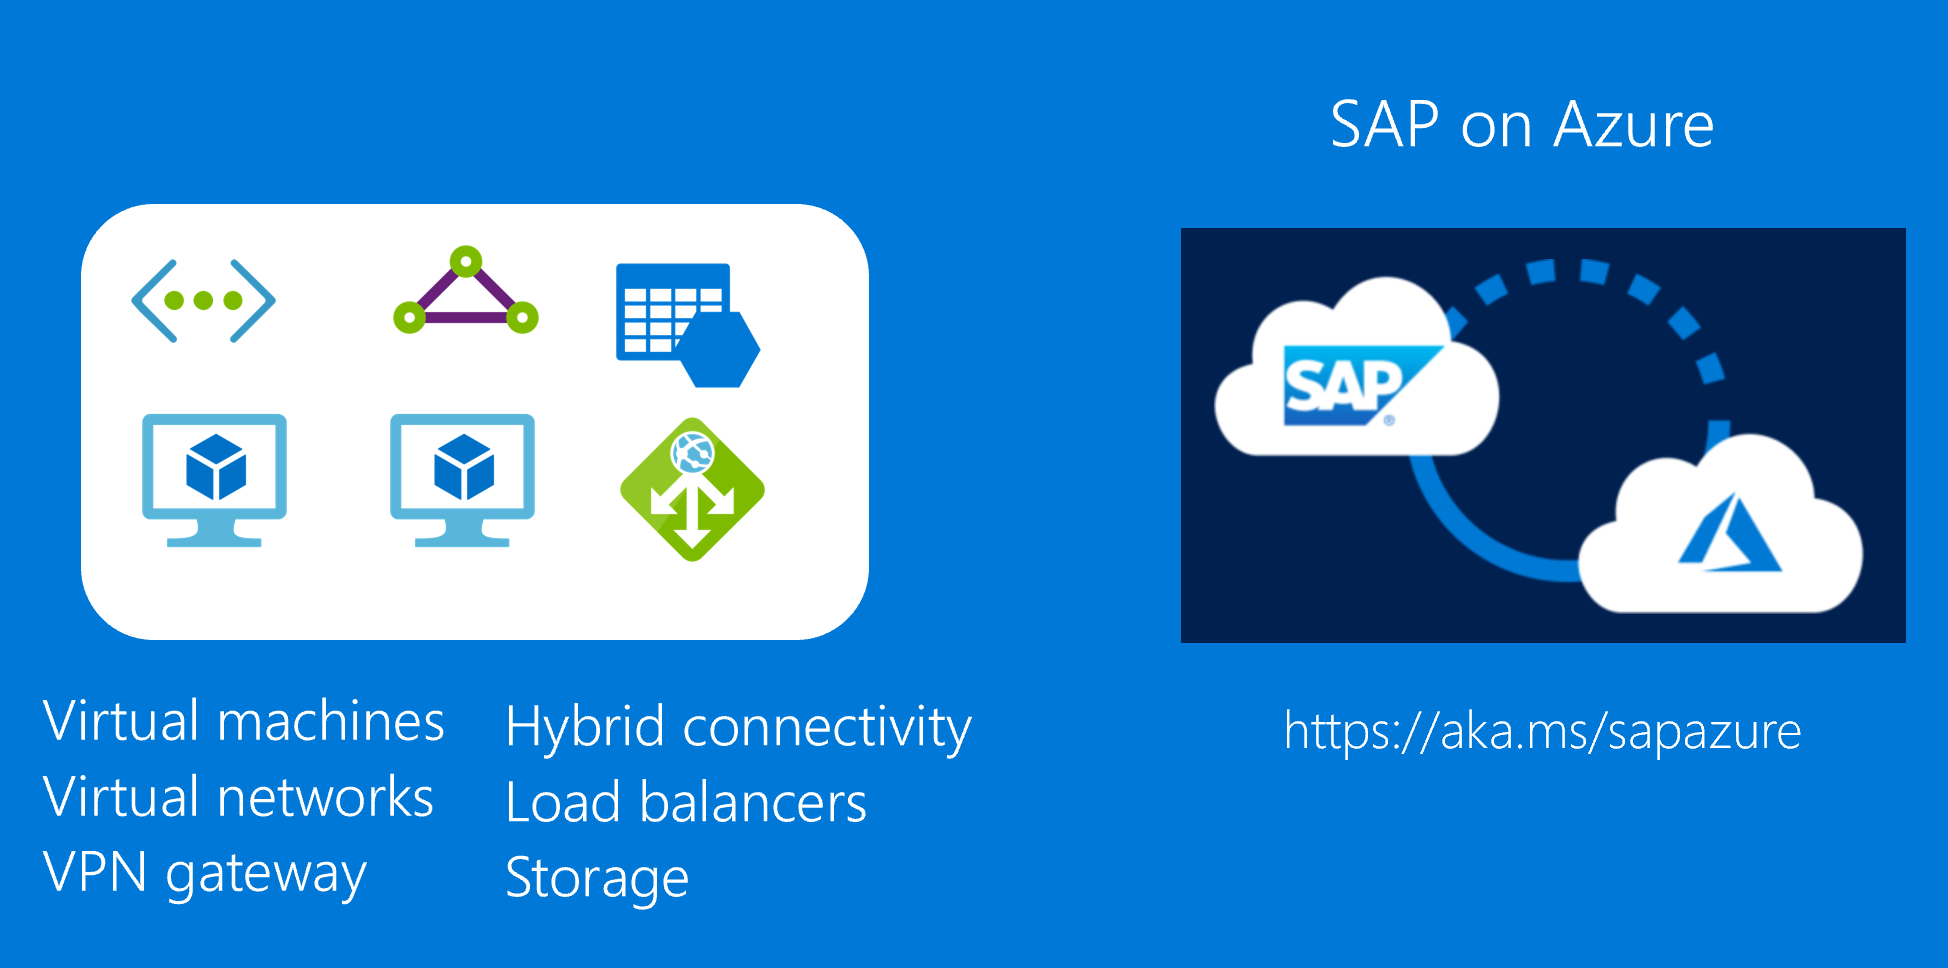 SAP on Azure
SAP
®
Virtual machines
Virtual networks
VPN gateway
Hybrid connectivity
Load balancers
Storage
https://aka.ms/sapazure